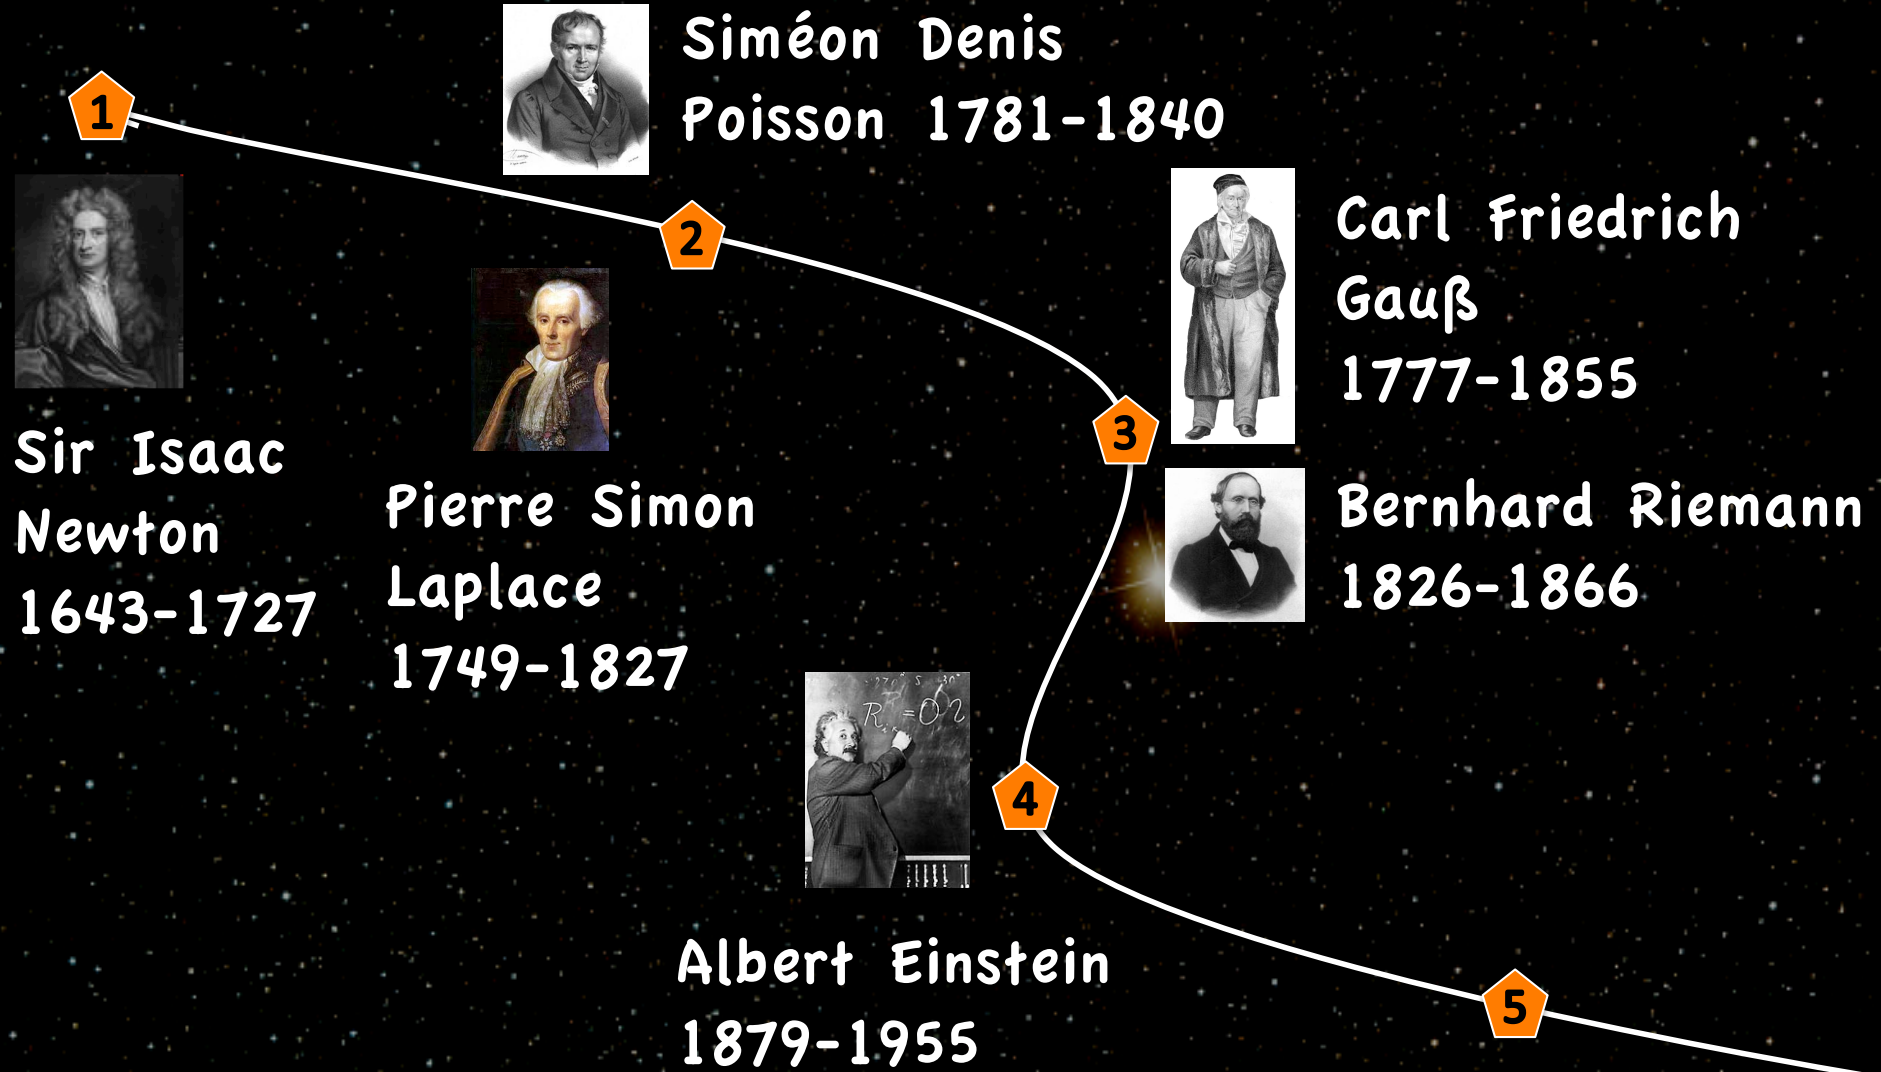 1
Sir Isaac
Newton
1643-1727
2
Siméon Denis
Poisson 1781-1840
Pierre Simon
Laplace
1749-1827
3
Carl Friedrich
Gauß
1777-1855
Bernhard Riemann
1826-1866
4
R = 0
Albert Einstein
1879-1955
5